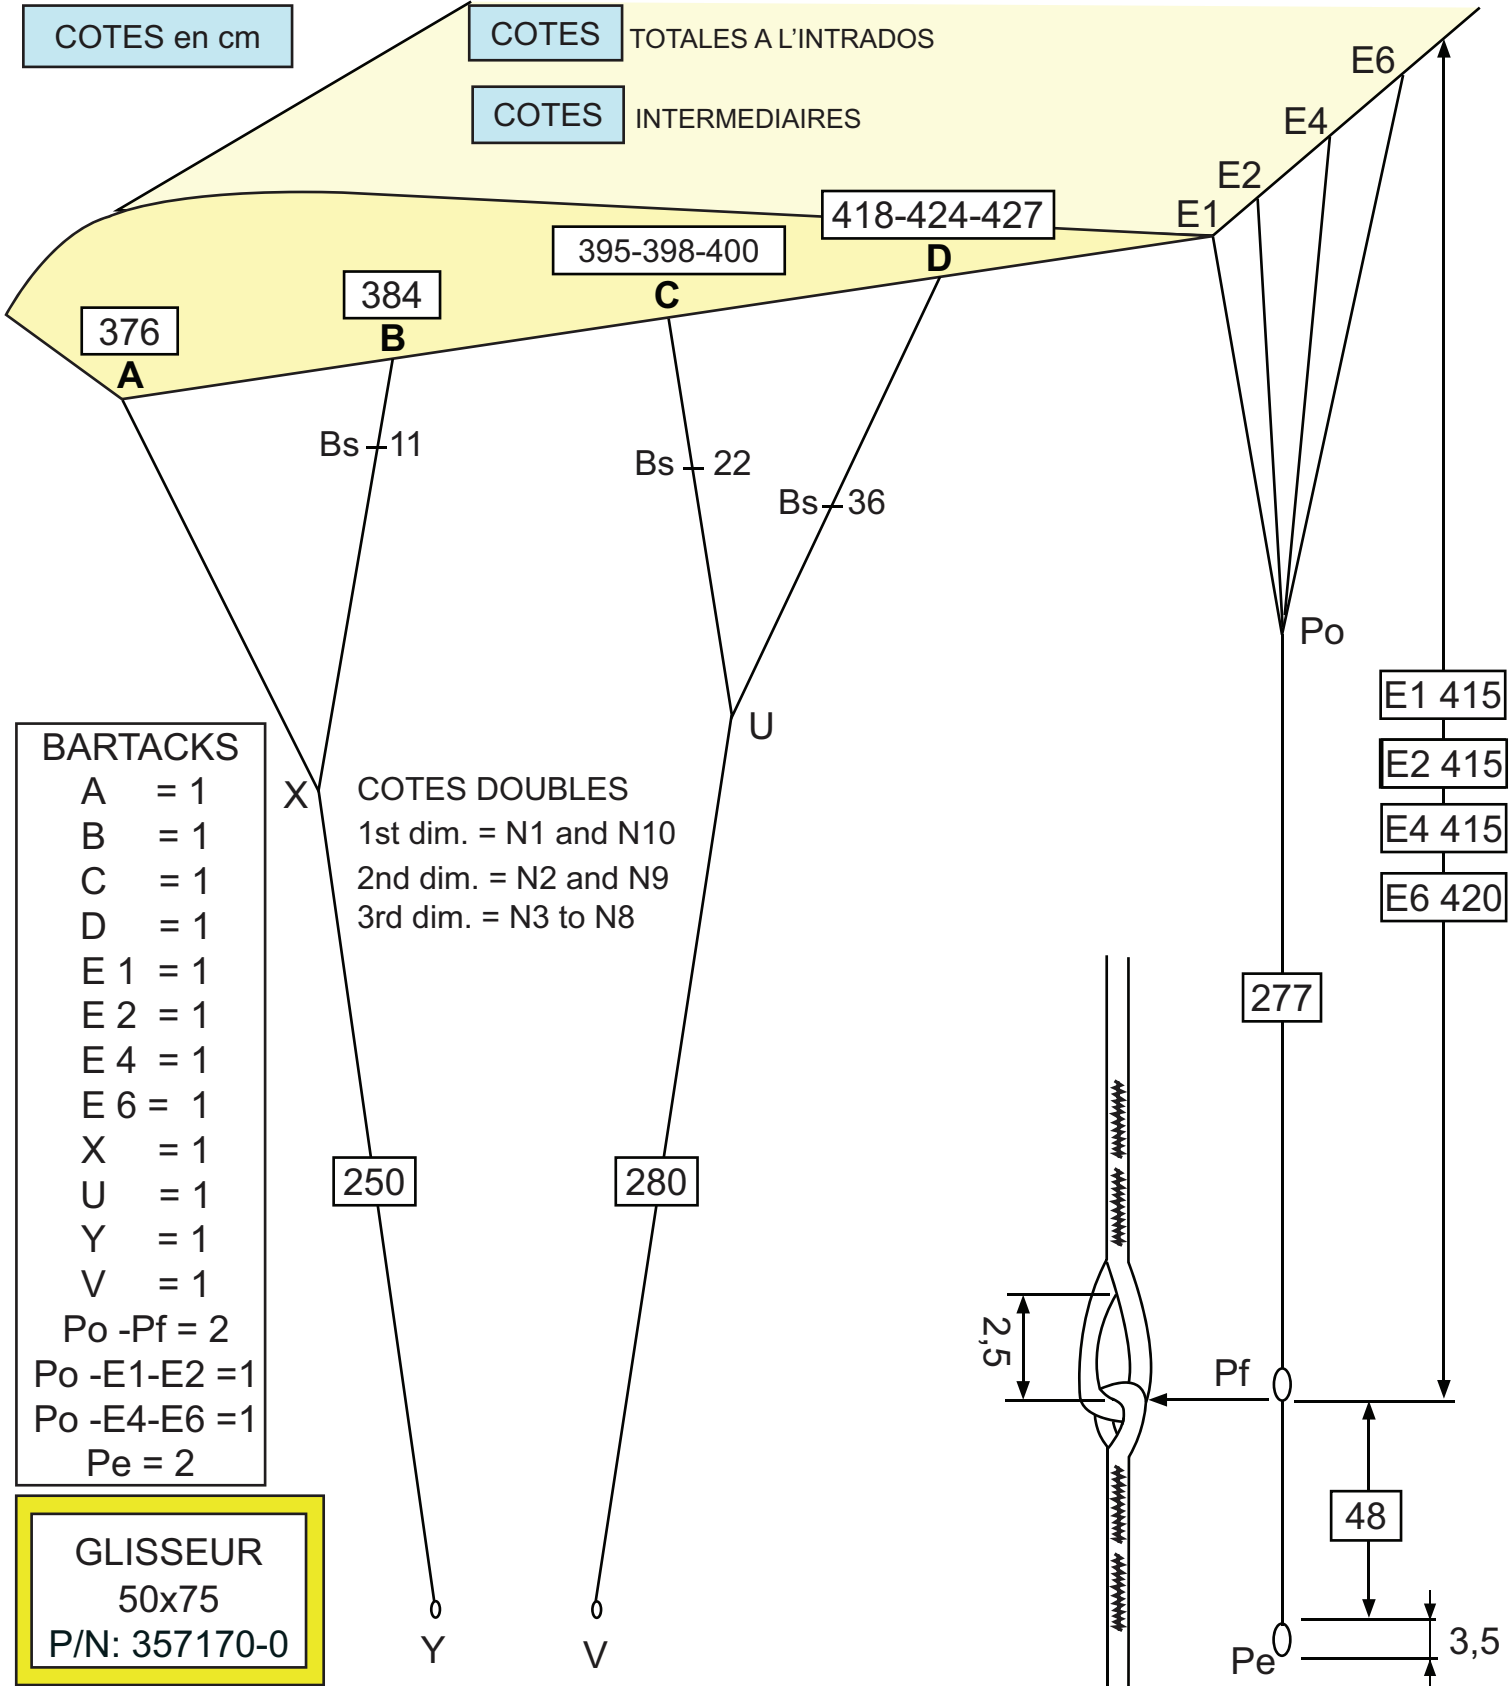 COTES en cm
COTES TOTALES A L'INTRADOS
COTES INTERMEDIAIRES
E6
E4
E2
E1
418-424-427
D
395-398-400
C
384
B
376
A
Bs 11
Bs 22
Bs 36
Po
E1 415
E2 415
E4 415
E6 420
U
X
COTES DOUBLES
1st dim. = N1 and N10
2nd dim. = N2 and N9
3rd dim. = N3 to N8
BARTACKS
A = 1
B = 1
C = 1
D = 1
E 1 = 1
E 2 = 1
E 4 = 1
E 6 = 1
X = 1
U = 1
Y = 1
V = 1
Po -Pf = 2
Po -E1-E2 =1
Po -E4-E6 =1
Pe = 2
277
250
280
2,5
Pf
48
GLISSEUR
50x75
P/N: 357170-0
Y
V
Pe
3,5